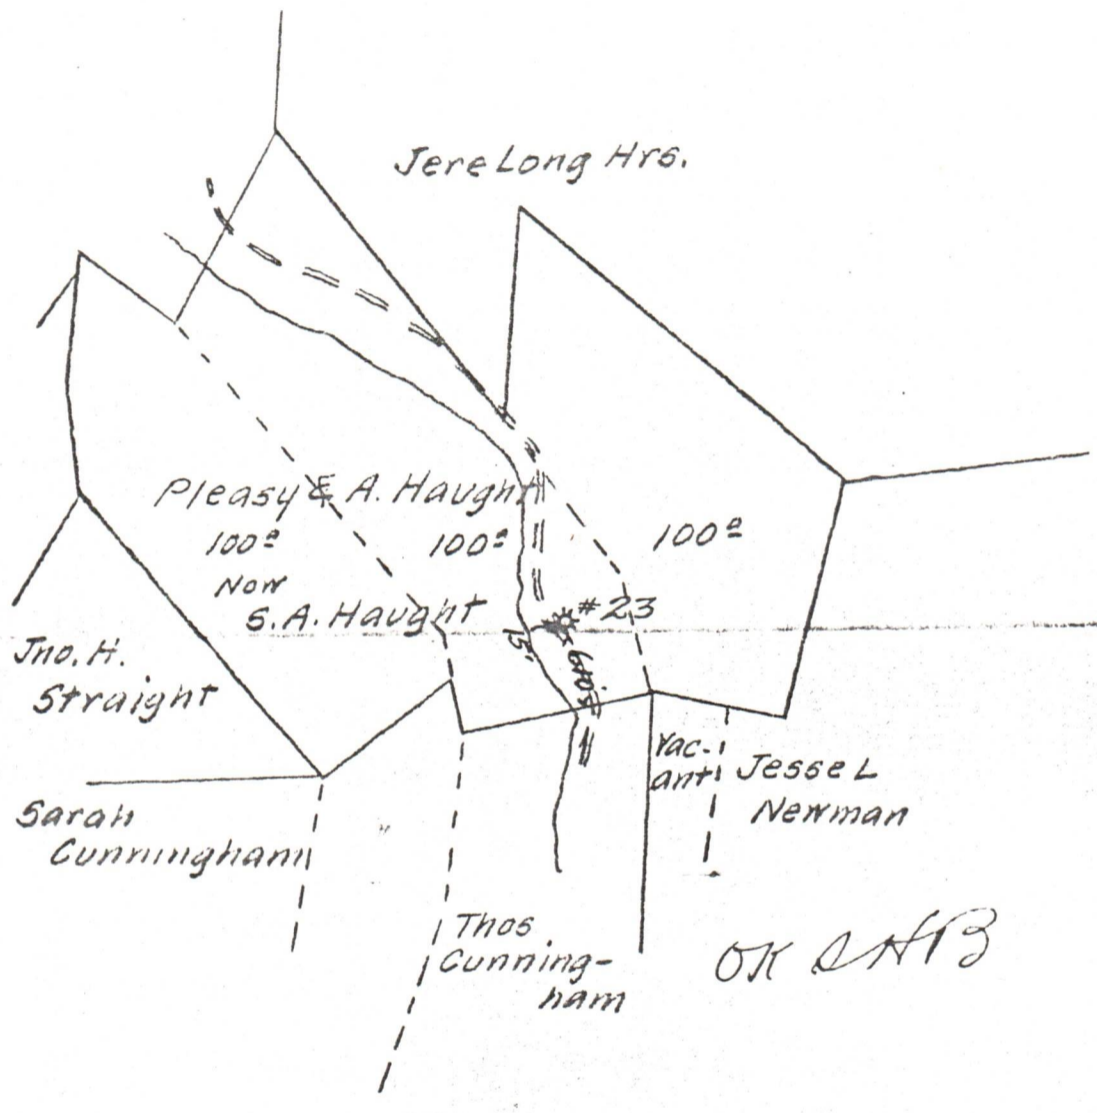 Jere Long Hrs.
Pleasy E A. Haught
100ª
100ª
100ª
Now
S.A. Haught
#23
Jno. H.
Straight
Vac-
ant
Jesse L
Newman
Sarah
Cunningham
Thos
Cunning-
ham
OK